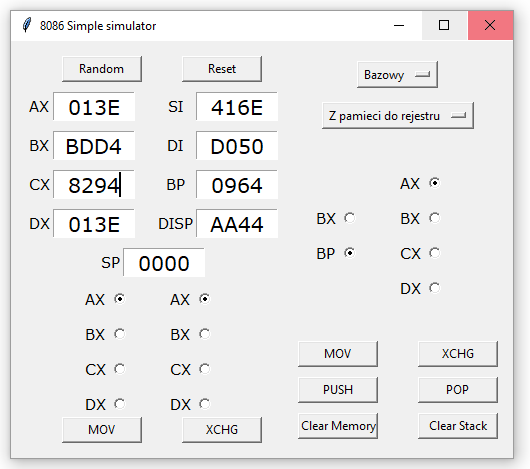 8086 Simple simulator
Random Reset Bazowy
AX 013E SI 416E Z pamieci do rejestru
BX BDD4 DI D050
CX 8294 BP 0964 AX
DX 013E DISP AA44 BX BX
SP 0000 BP CX
AX AX DX
BX BX
CX CX MOV XCHG
DX DX PUSH POP
MOV XCHG Clear Memory Clear Stack